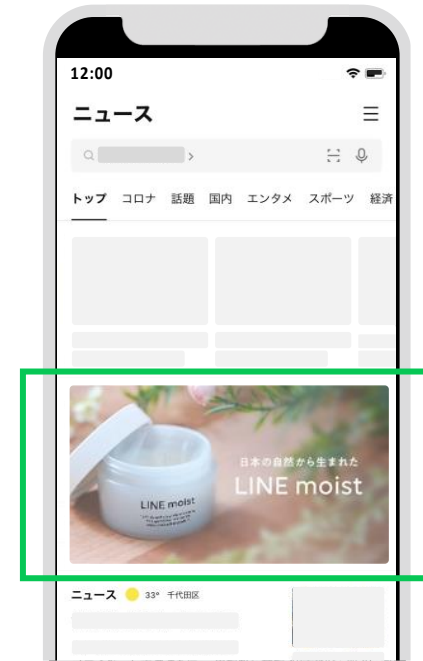 12:00
ニュース
トップ コロナ 話題 国内 エンタメ スポーツ 経済
日本の自然から生まれた
LINE moist
LINE moist
ニュース 33° 千代田区